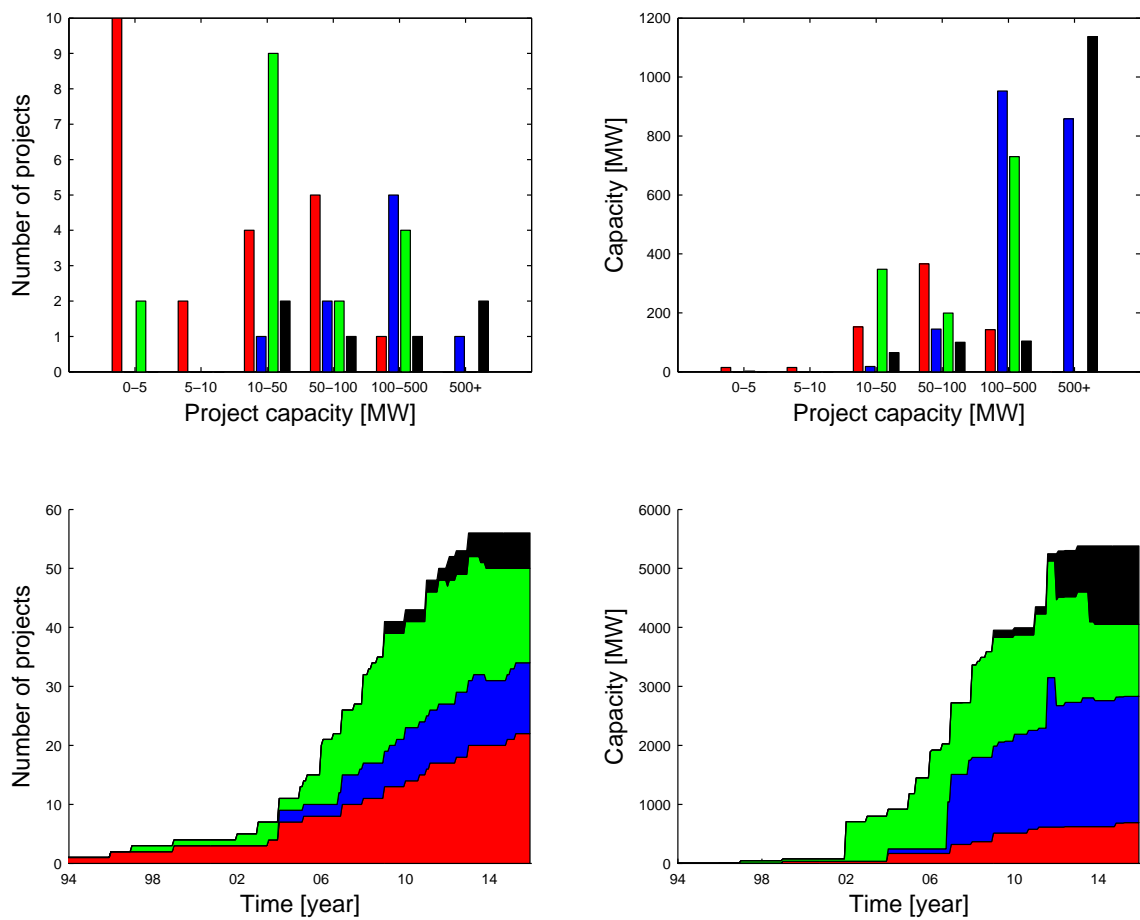 10
9
8
7
6
5
4
3
2
1
0
Number of projects
0–5 5–10 10–50 50–100 100–500 500+
Project capacity [MW]
1200
1000
800
600
400
200
0
Capacity [MW]
0–5 5–10 10–50 50–100 100–500 500+
Project capacity [MW]
60
50
40
30
20
10
0
Number of projects
94 98 02 06 10 14
Time [year]
6000
5000
4000
3000
2000
1000
0
Capacity [MW]
94 98 02 06 10 14
Time [year]